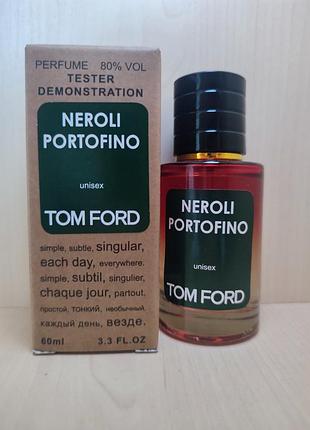 PERFUME 80% VOL
TESTER
DEMONSTRATION
NEROLI
PORTOFINO
unisex
TOM FORD
simple, subtle, singular,
each day, everywhere.
simple, subtil, singulier,
chaque jour, partout.
простой, тонкий, необычный.
каждый день, везде.
60ml 3.3 FL.OZ
NEROLI
PORTOFINO
unisex
TOM FORD